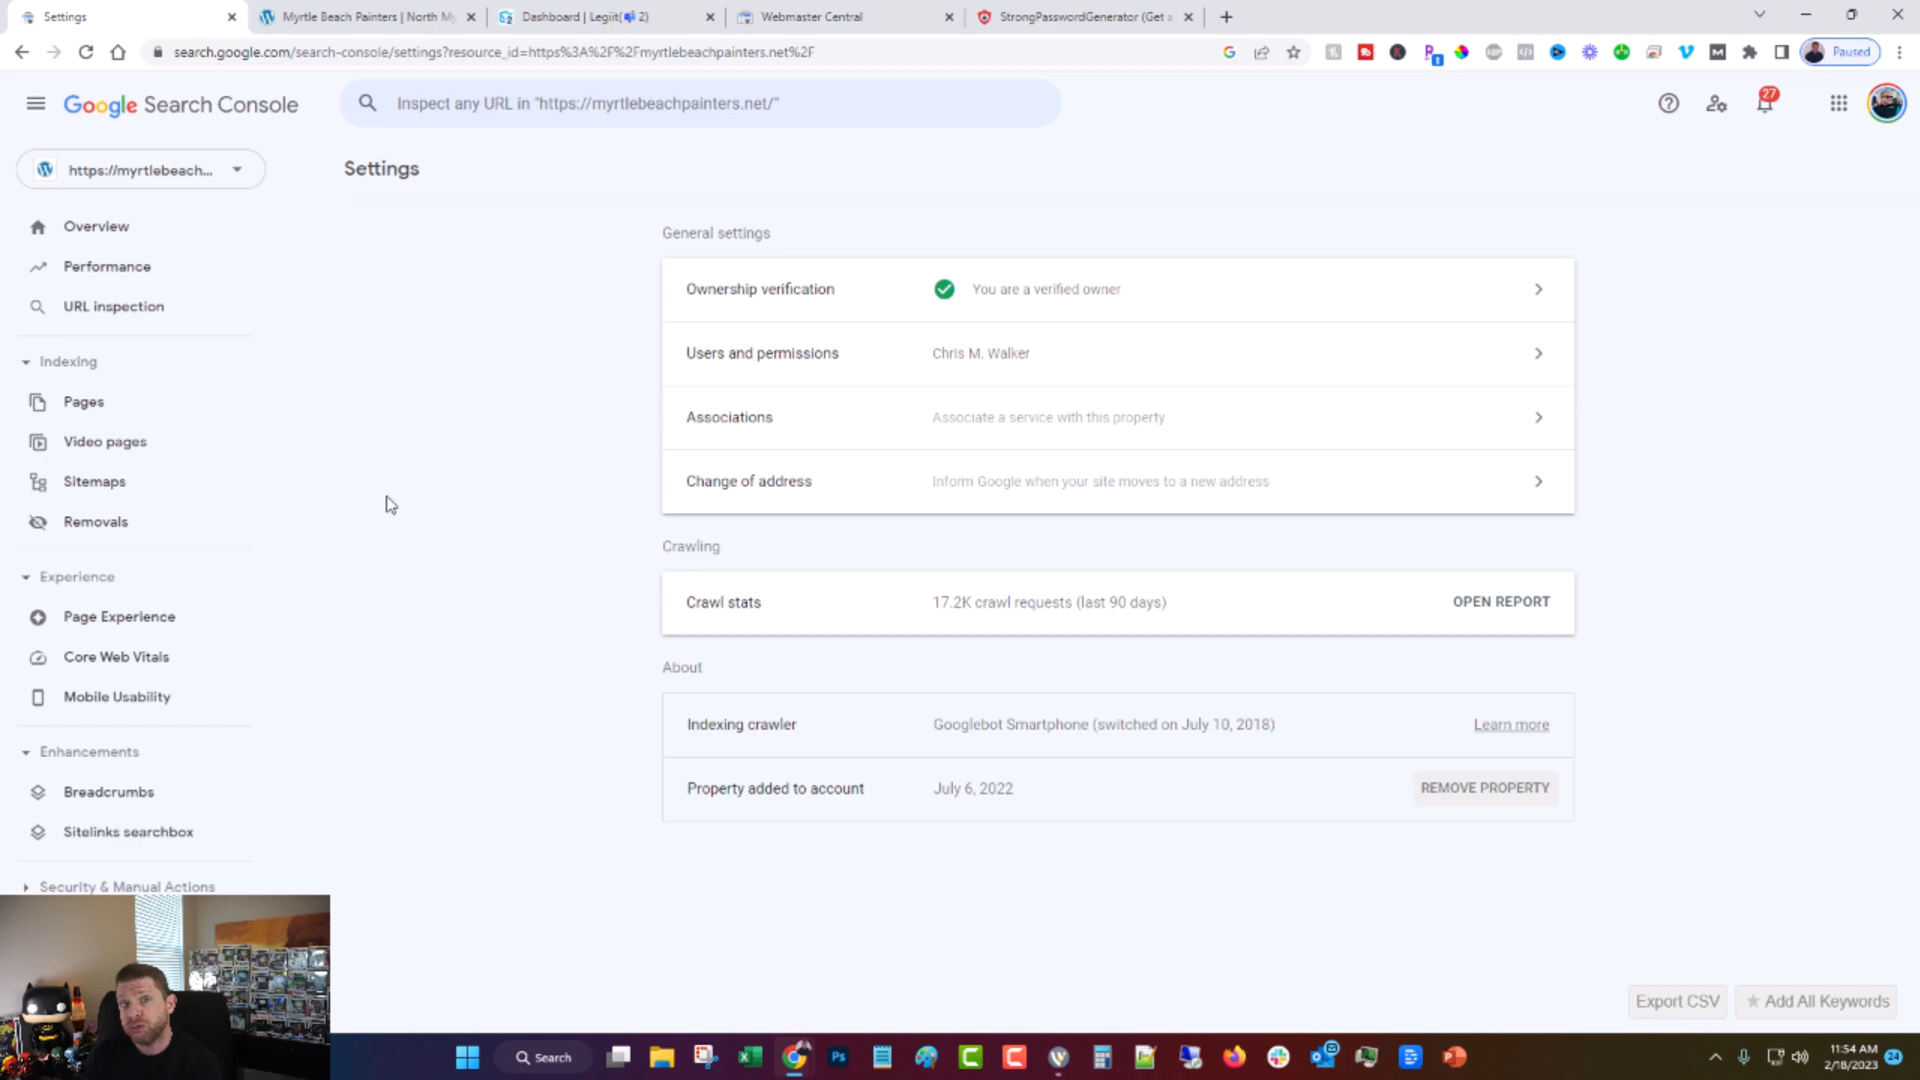 Settings
Myrtle Beach Painters | North My
Dashboard | Legiit(📬 2)
Webmaster Central
StrongPasswordGenerator (Get a
search.google.com/search-console/settings?resource_id=https%3A%2F%2Fmyrtlebeachpainters.net%2F
Paused
Google Search Console
Inspect any URL in "https://myrtlebeachpainters.net/"
27
https://myrtlebeach...
Settings
Overview
Performance
URL inspection
Indexing
Pages
Video pages
Sitemaps
Removals
Experience
Page Experience
Core Web Vitals
Mobile Usability
Enhancements
Breadcrumbs
Sitelinks searchbox
Security & Manual Actions
General settings
Ownership verification You are a verified owner
Users and permissions Chris M. Walker
Associations Associate a service with this property
Change of address Inform Google when your site moves to a new address
Crawling
Crawl stats 17.2K crawl requests (last 90 days) OPEN REPORT
About
Indexing crawler Googlebot Smartphone (switched on July 10, 2018) Learn more
Property added to account July 6, 2022 REMOVE PROPERTY
Export CSV
Add All Keywords
Search
11:54 AM
2/18/2023
24